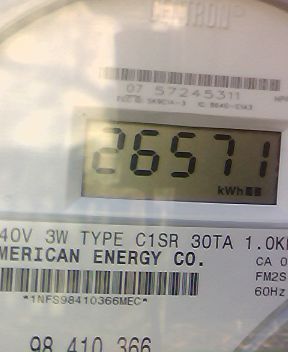 CENTRON®
07 57245311
26571
kWh
40V 3W TYPE C1SR 30TA 1.0K
MERICAN ENERGY CO.
CA 0
FM2S
60Hz
*1NFS98410366MEC*
98 410 366